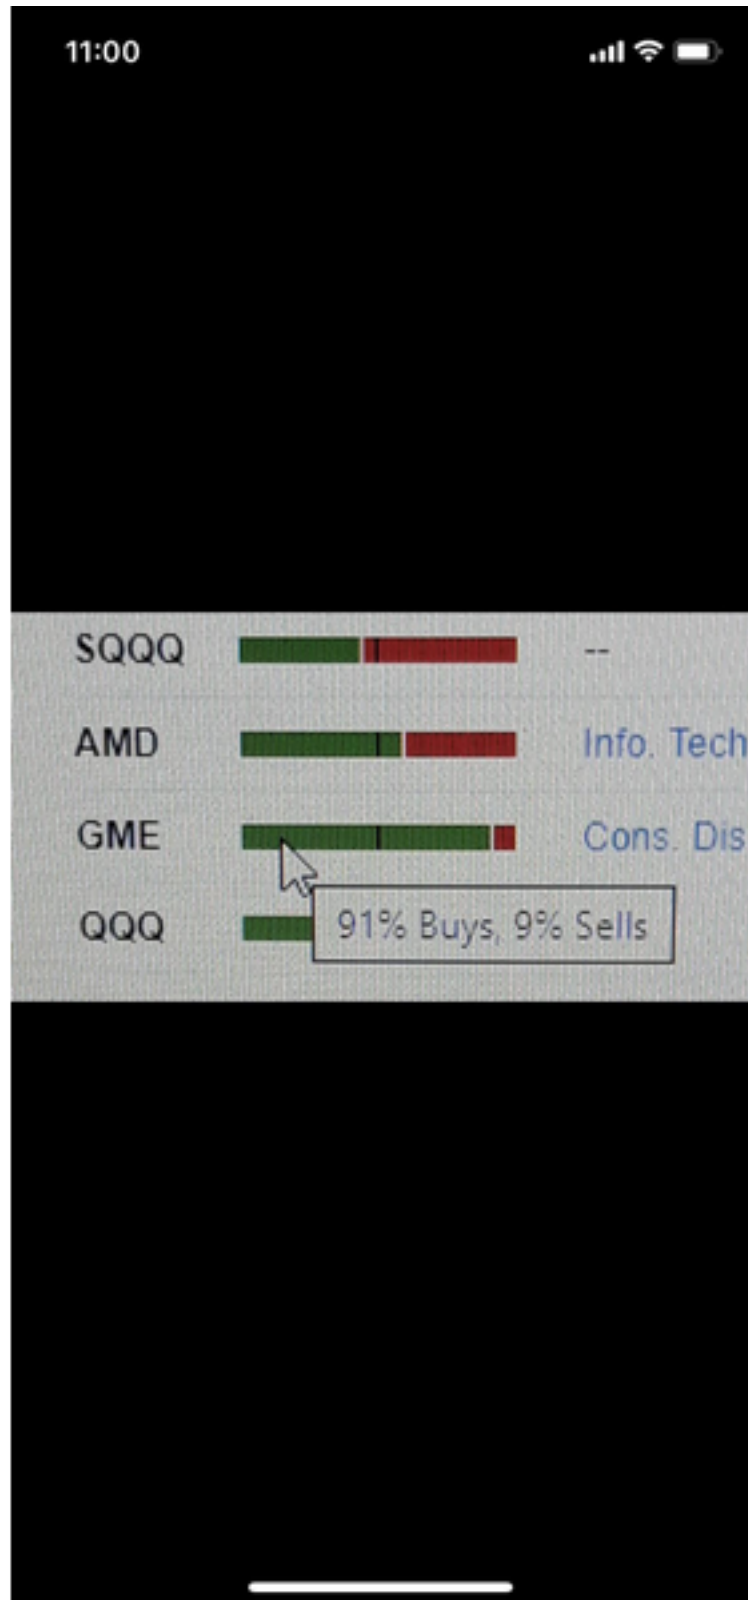 11:00
SQQQ --
AMD Info. Tech
GME Cons. Dis
QQQ 91% Buys, 9% Sells